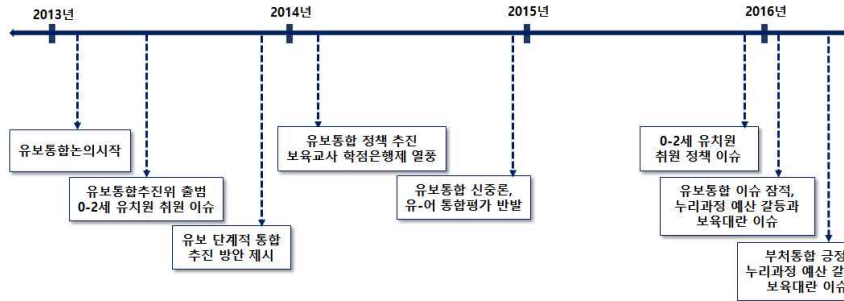 2013년
2014년
2015년
2016년
유보통합논의시작
유보통합추진위 출범
0-2세 유치원 취원 이슈
유보 단계적 통합
추진 방안 제시
유보통합 정책 추진
보육교사 학점은행제 열풍
유보통합 신중론,
유-어 통합평가 반발
0-2세 유치원
취원 정책 이슈
유보통합 이슈 잠적,
누리과정 예산 갈등과
보육대란 이슈
부처통합 긍정
누리과정 예산 갈
보육대란 이슈